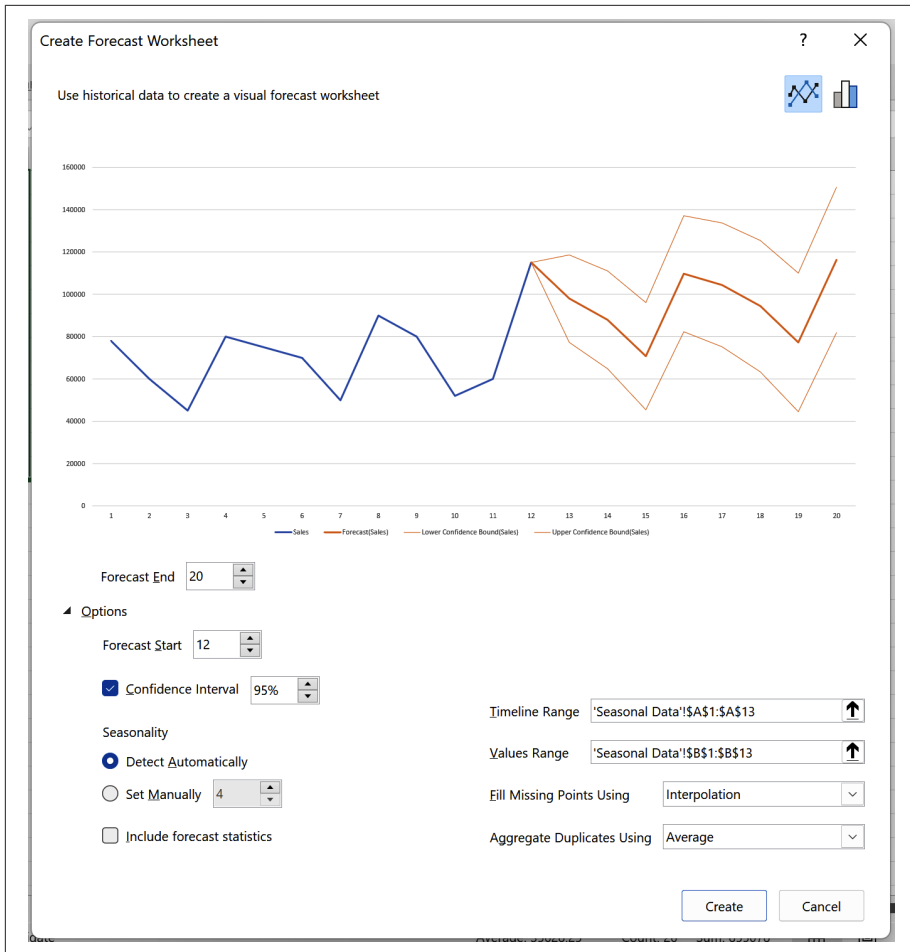 Create Forecast Worksheet ?
Use historical data to create a visual forecast worksheet
160000
140000
120000
100000
80000
60000
40000
20000
0
1 2 3 4 5 6 7 8 9 10 11 12 13 14 15 16 17 18 19 20
Sales Forecast(Sales) Lower Confidence Bound(Sales) Upper Confidence Bound(Sales)
Forecast End 20
Options
Forecast Start 12
Confidence Interval 95%
Timeline Range 'Seasonal Data'!$A$1:$A$13
Seasonality
Values Range 'Seasonal Data'!$B$1:$B$13
Detect Automatically
Set Manually 4
Fill Missing Points Using Interpolation
Include forecast statistics
Aggregate Duplicates Using Average
Create Cancel